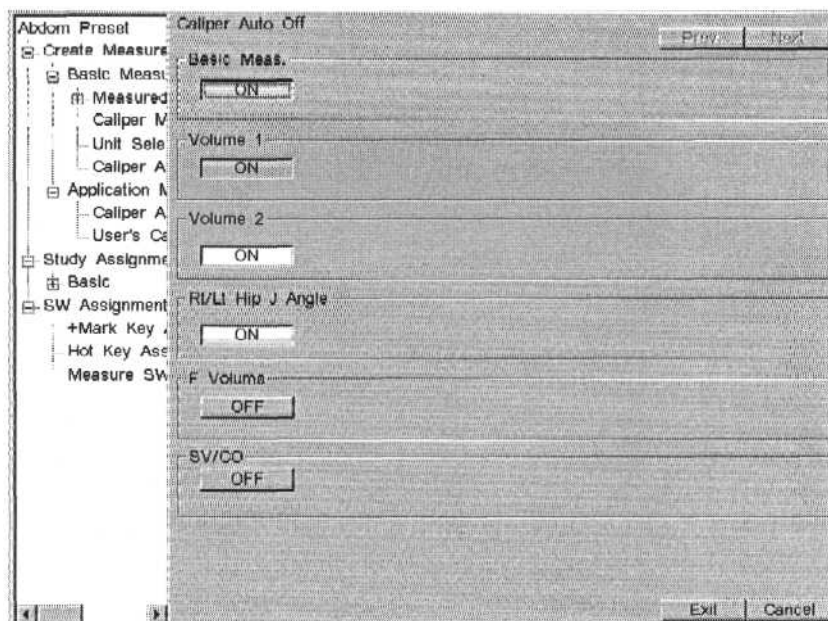 Abdom Preset
Create Measure
Basic Measu
Measured
Caliper M
Unit Sele
Caliper A
Application M
Caliper A
User's Ca
Study Assignme
Basic
SW Assignment
+Mark Key A
Hot Key Ass
Measure SW
Caliper Auto Off
Prev. Next
Basic Meas.
ON
Volume 1
ON
Volume 2
ON
Rt/Lt Hip J Angle
ON
F Volume
OFF
SV/CO
OFF
Exit Cancel